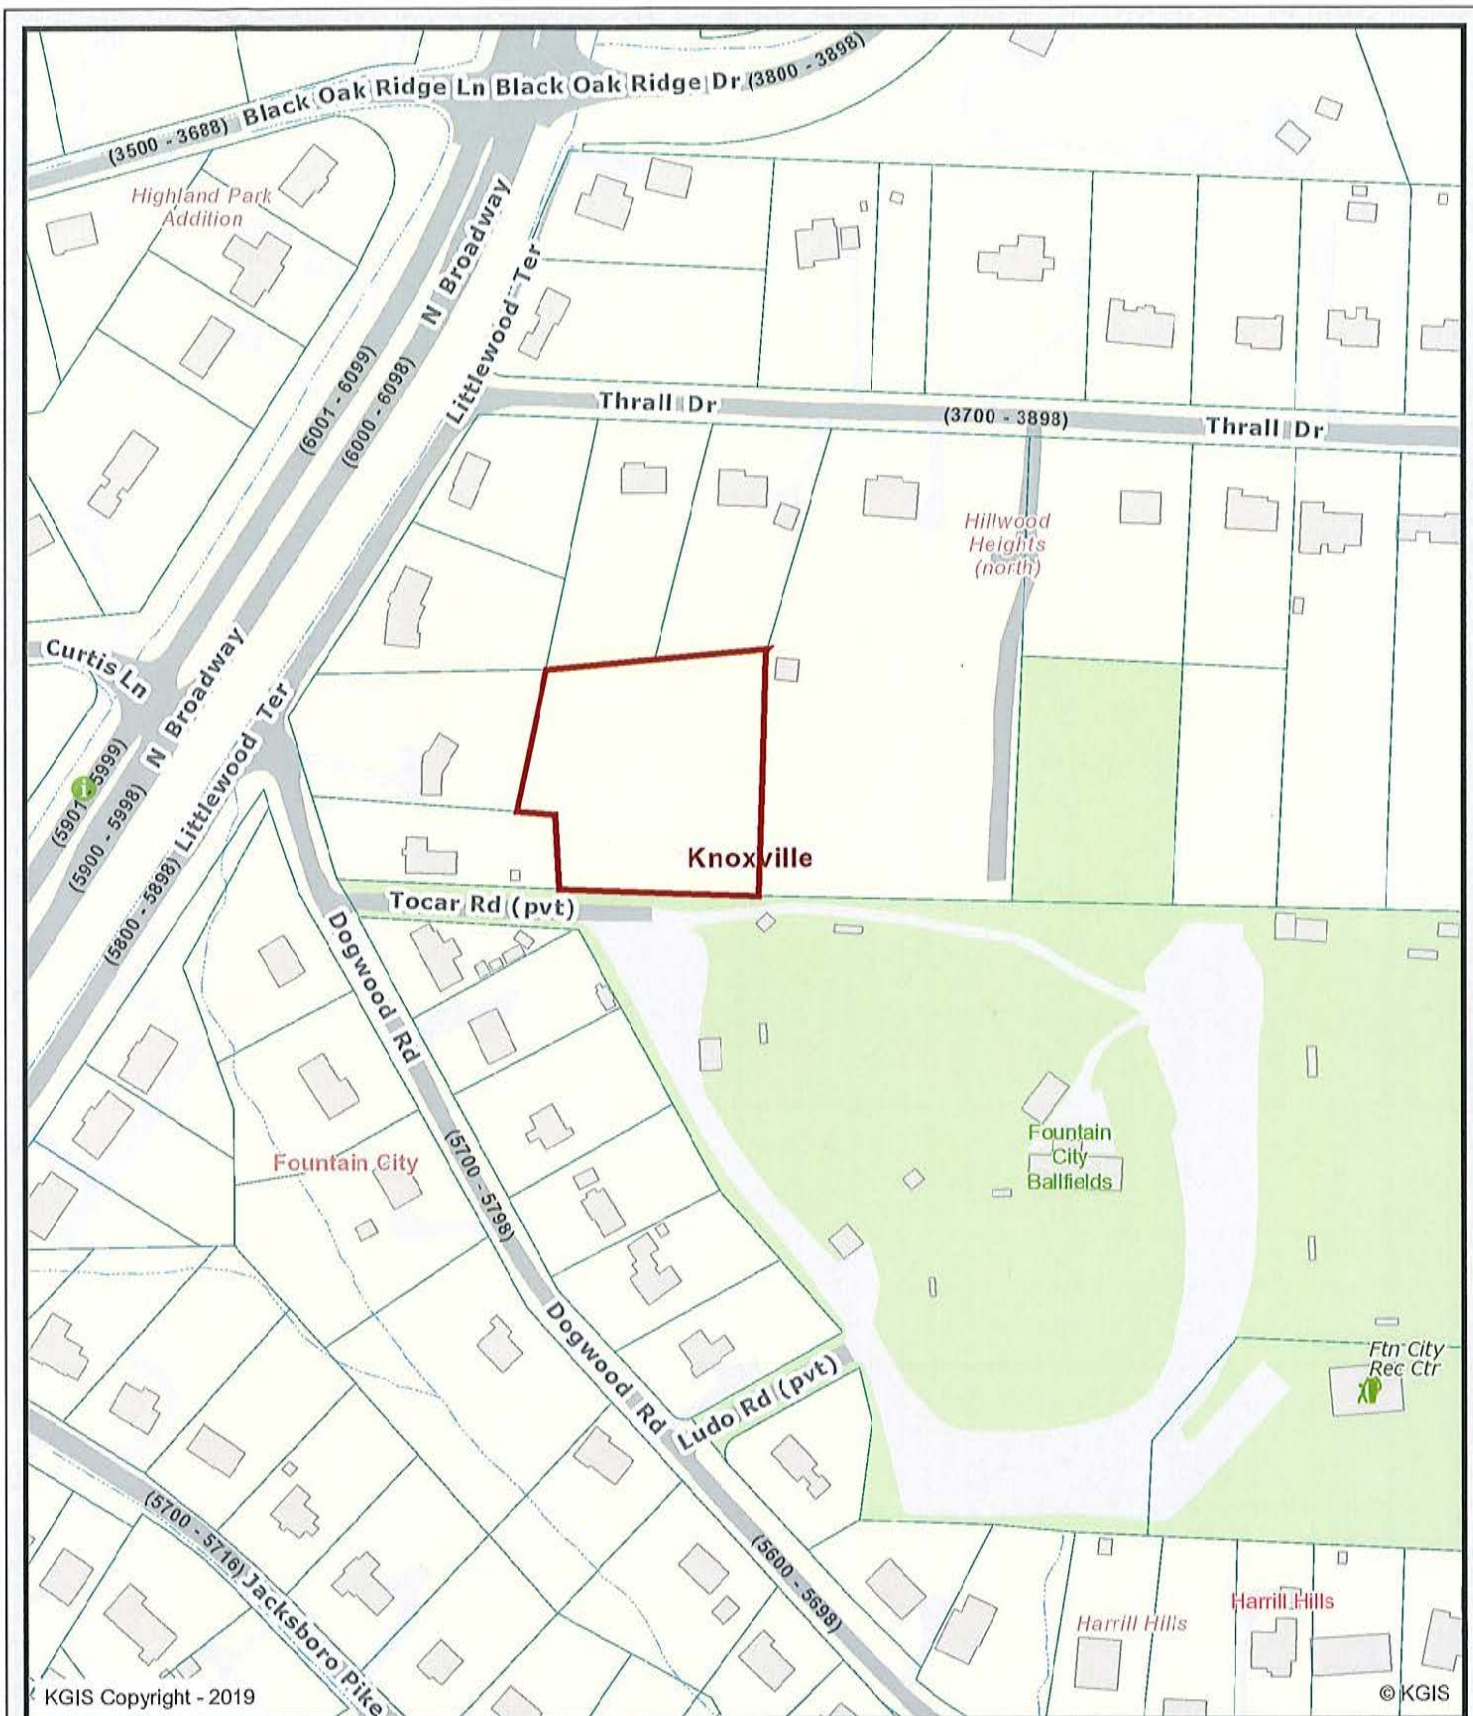 Black Oak Ridge Ln
Black Oak Ridge Dr
(3800 - 3898)
(3500 - 3688)
Highland Park
Addition
N Broadway
Littlewood Ter
(6001 - 6099)
(6000 - 6098)
Thrall Dr
(3700 - 3898)
Thrall Dr
Hillwood
Heights
(north)
Curtis Ln
N Broadway
Littlewood Ter
(5901 - 5999)
i
(5900 - 5998)
(5800 - 5898)
Knoxville
Tocar Rd (pvt)
Dogwood Rd
Fountain City
(5700 - 5798)
Fountain
City
Ballfields
Dogwood Rd
Ludo Rd (pvt)
Ftn City
Rec Ctr
(5700 - 5716)
Jacksboro Pike
(5600 - 5698)
Harrill Hills
Harrill Hills
KGIS Copyright - 2019
© KGIS